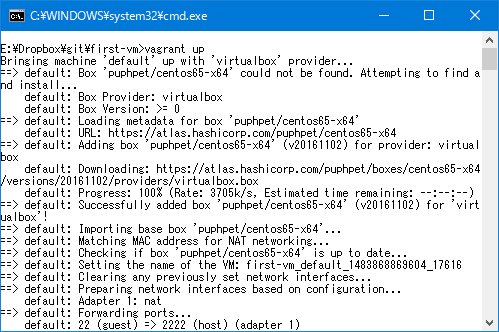 C:¥WINDOWS¥system32¥cmd.exe
E:¥Dropbox¥git¥first-vm>vagrant up
Bringing machine 'default' up with 'virtualbox' provider...
==> default: Box 'puphpet/centos65-x64' could not be found. Attempting to find a
nd install...
    default: Box Provider: virtualbox
    default: Box Version: >= 0
==> default: Loading metadata for box 'puphpet/centos65-x64'
    default: URL: https://atlas.hashicorp.com/puphpet/centos65-x64
==> default: Adding box 'puphpet/centos65-x64' (v20161102) for provider: virtual
box
    default: Downloading: https://atlas.hashicorp.com/puphpet/boxes/centos65-x64
/versions/20161102/providers/virtualbox.box
    default: Progress: 100% (Rate: 3705k/s, Estimated time remaining: --:--:--)
==> default: Successfully added box 'puphpet/centos65-x64' (v20161102) for 'virt
ualbox'!
==> default: Importing base box 'puphpet/centos65-x64'...
==> default: Matching MAC address for NAT networking...
==> default: Checking if box 'puphpet/centos65-x64' is up to date...
==> default: Setting the name of the VM: first-vm_default_1483868869604_17616
==> default: Clearing any previously set network interfaces...
==> default: Preparing network interfaces based on configuration...
    default: Adapter 1: nat
==> default: Forwarding ports...
    default: 22 (guest) => 2222 (host) (adapter 1)